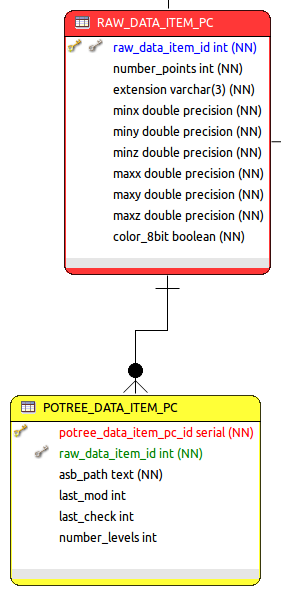 RAW_DATA_ITEM_PC
raw_data_item_id int (NN)
number_points int (NN)
extension varchar(3) (NN)
minx double precision (NN)
miny double precision (NN)
minz double precision (NN)
maxx double precision (NN)
maxy double precision (NN)
maxz double precision (NN)
color_8bit boolean (NN)
POTREE_DATA_ITEM_PC
potree_data_item_pc_id serial (NN)
raw_data_item_id int (NN)
asb_path text (NN)
last_mod int
last_check int
number_levels int